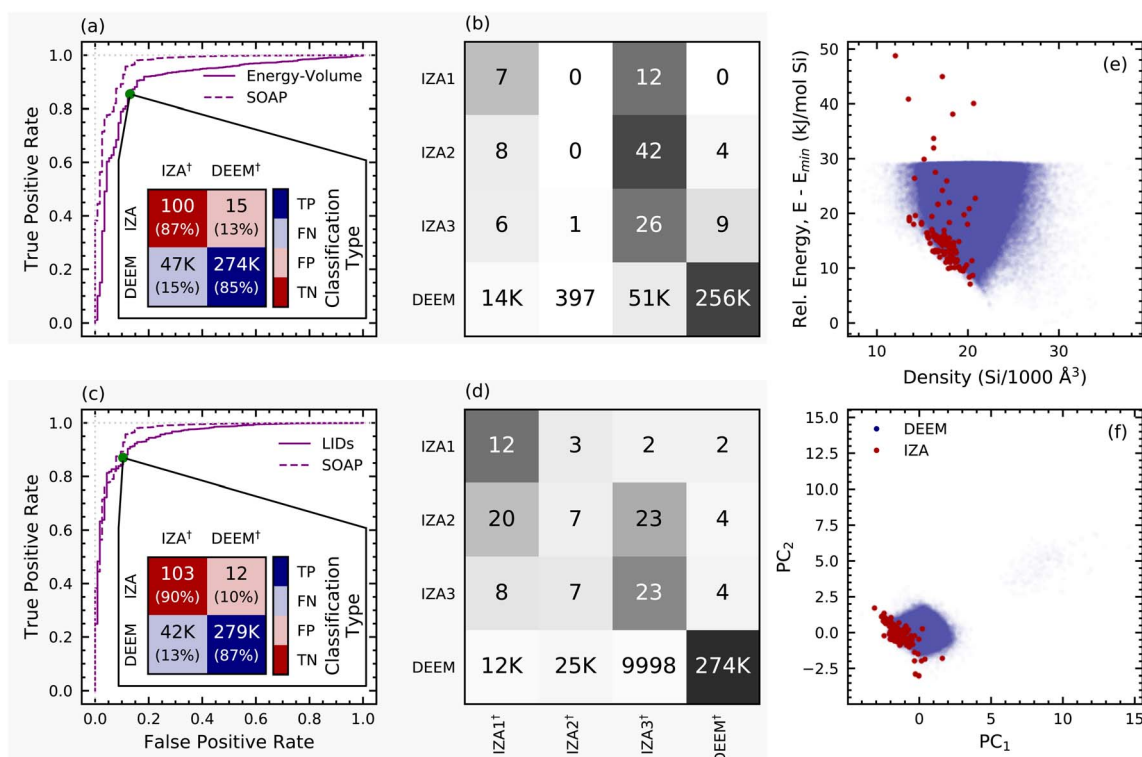 (a)
1.0
0.8
0.6
0.4
0.2
0.0
True Positive Rate
Energy-Volume
SOAP
IZA†
DEEM†
IZA
DEEM
100
(87%)
15
(13%)
47K
(15%)
274K
(85%)
TP
FN
FP
TN
Classification
Type
(b)
IZA1
7
0
12
0
IZA2
8
0
42
4
IZA3
6
1
26
9
DEEM
14K
397
51K
256K
(e)
50
40
30
20
10
0
Rel. Energy, E - Emin (kJ/mol Si)
10
20
30
Density (Si/1000 Å3)
(c)
1.0
0.8
0.6
0.4
0.2
0.0
True Positive Rate
LIDs
SOAP
IZA†
DEEM†
IZA
DEEM
103
(90%)
12
(10%)
42K
(13%)
279K
(87%)
TP
FN
FP
TN
Classification
Type
0.0
0.2
0.4
0.6
0.8
1.0
False Positive Rate
(d)
IZA1
12
3
2
2
IZA2
20
7
23
4
IZA3
8
7
23
4
DEEM
12K
25K
9998
274K
IZA1†
IZA2†
IZA3†
DEEM†
(f)
DEEM
IZA
15.0
12.5
10.0
7.5
5.0
2.5
0.0
−2.5
PC2
0
5
10
15
PC1